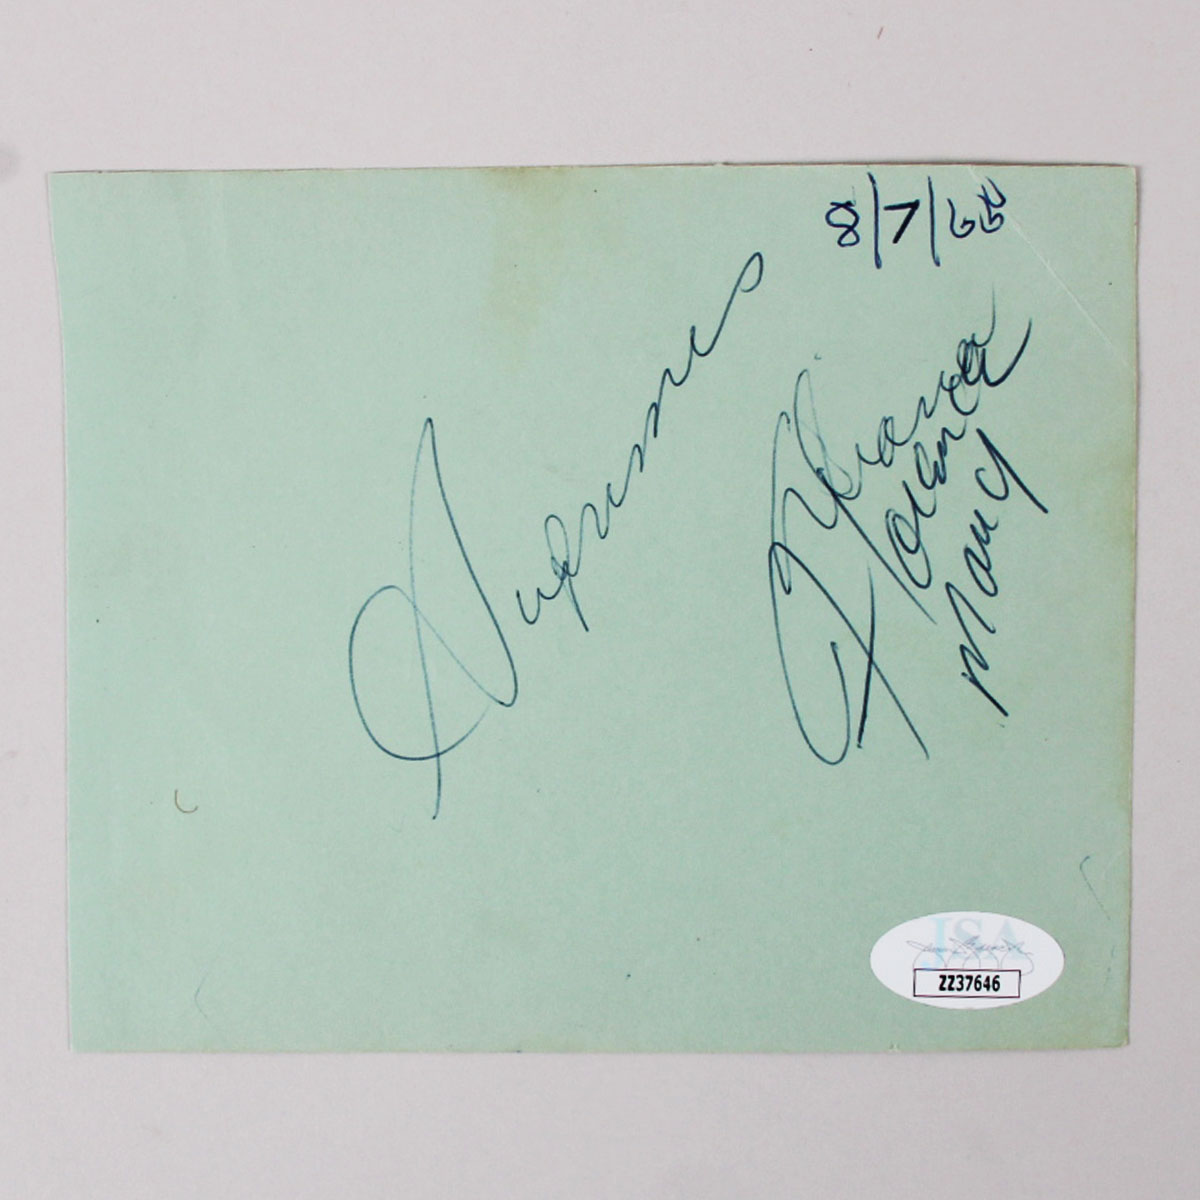 8/7/65
Supremes
Diana
Florence
Mary
JSA
ZZ37646